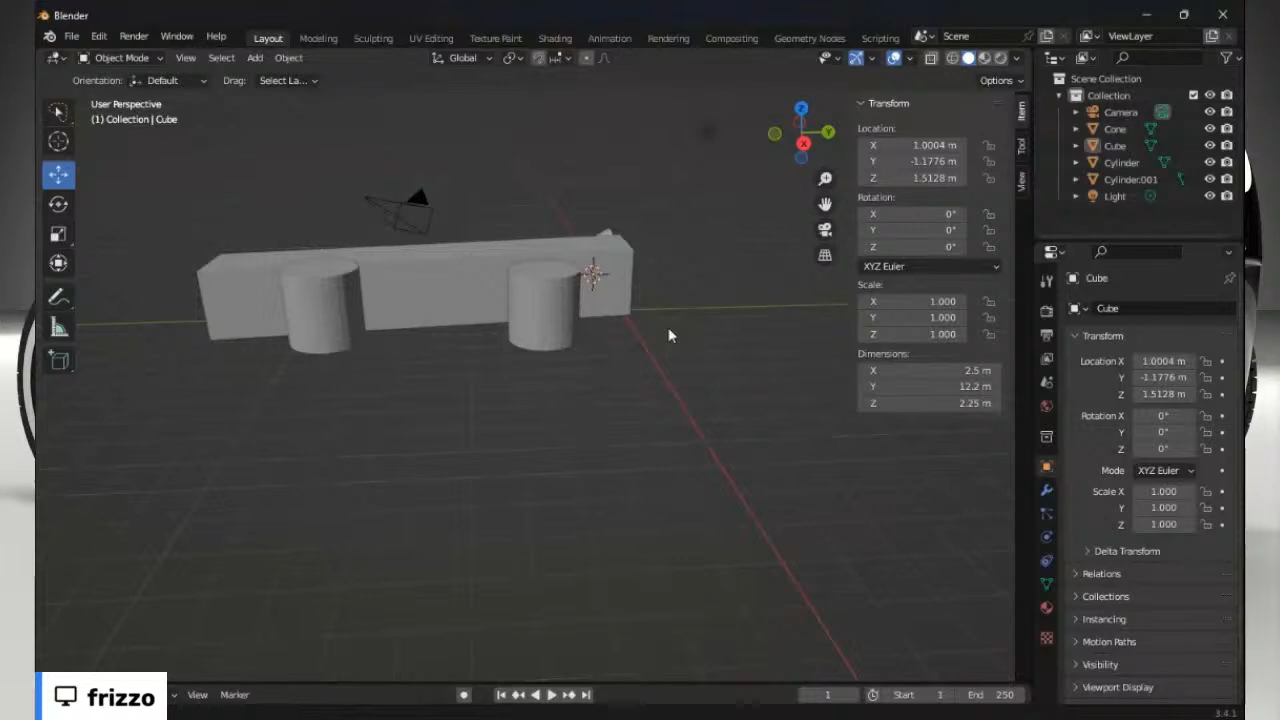 Blender
File Edit Render Window Help Layout Modeling Sculpting UV Editing Texture Paint Shading Animation Rendering Compositing Geometry Nodes Scripting Scene ViewLayer
Object Mode View Select Add Object Global
Orientation: Default Drag: Select La... Options
User Perspective
(1) Collection | Cube
Z
Y
X
Transform
Location:
X 1.0004 m
Y -1.1776 m
Z 1.5128 m
Rotation:
X 0°
Y 0°
Z 0°
XYZ Euler
Scale:
X 1.000
Y 1.000
Z 1.000
Dimensions:
X 2.5 m
Y 12.2 m
Z 2.25 m
Item
Tool
View
Scene Collection
Collection
Camera
Cone
Cube
Cylinder
Cylinder.001
Light
Cube
Cube
Transform
Location X 1.0004 m
Y -1.1776 m
Z 1.5128 m
Rotation X 0°
Y 0°
Z 0°
Mode XYZ Euler
Scale X 1.000
Y 1.000
Z 1.000
Delta Transform
Relations
Collections
Instancing
Motion Paths
Visibility
Viewport Display
View Marker 1 Start 1 End 250
3.4.1
frizzo